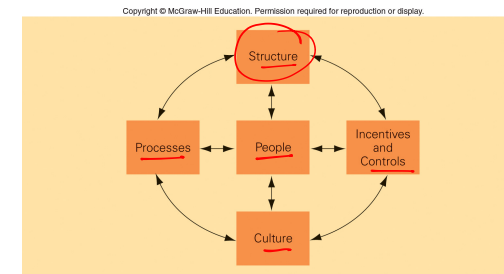 Copyright © McGraw-Hill Education. Permission required for reproduction or display.
Structure
Processes
People
Incentives
and
Controls
Culture